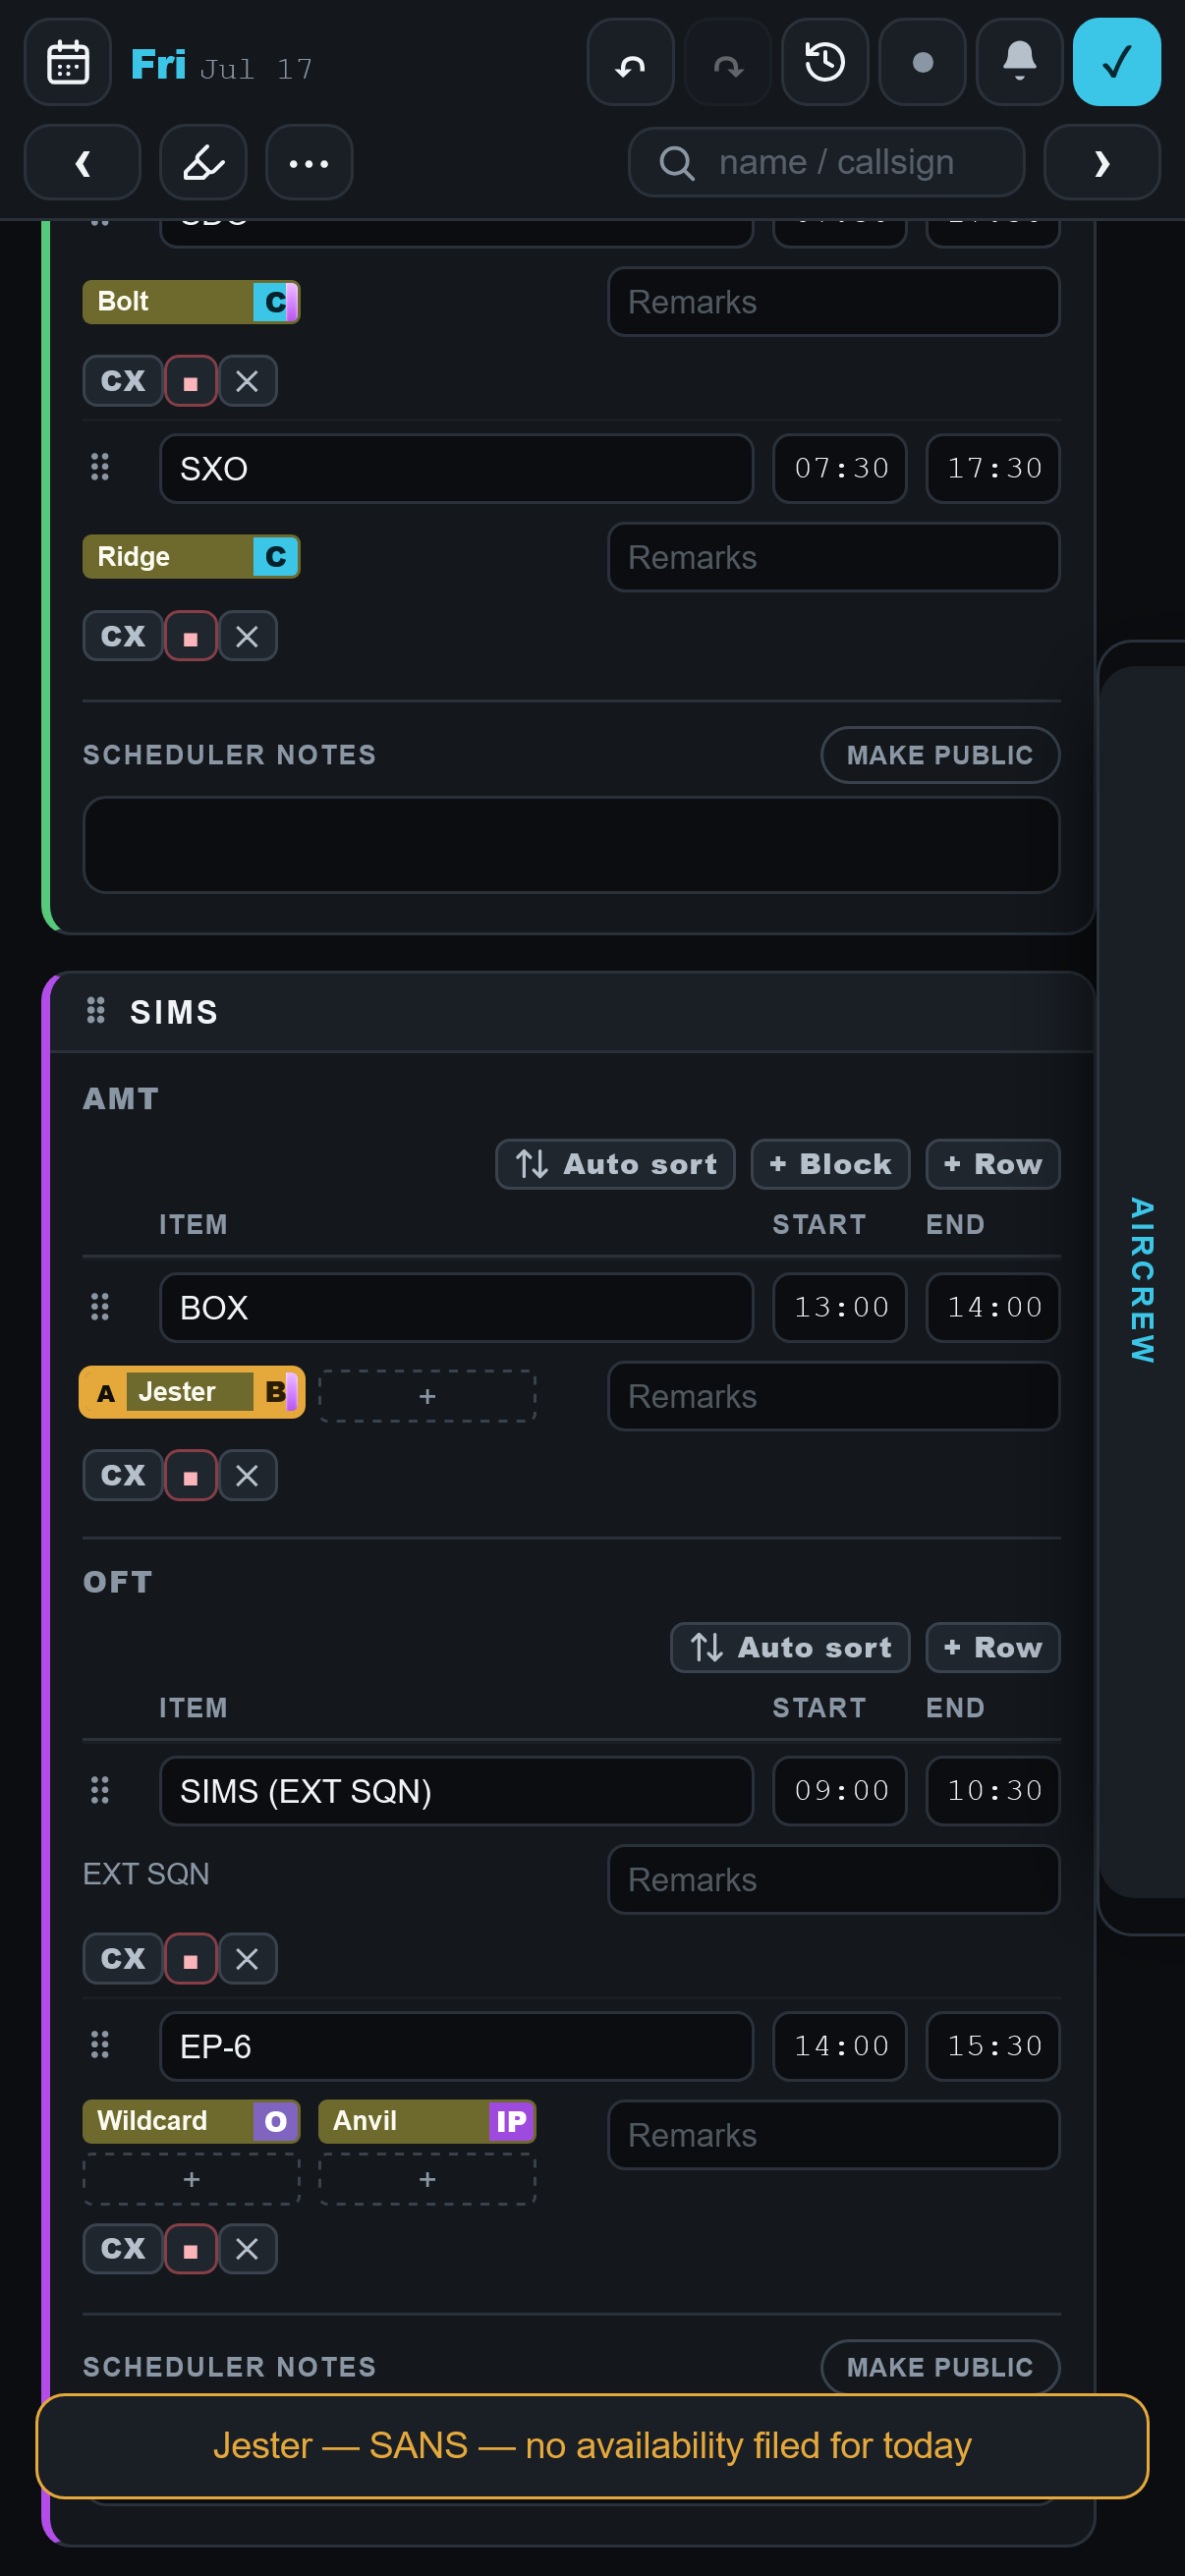 Fri Jul 17
name / callsign
Bolt C Remarks
CX
SXO 07:30 17:30
Ridge C Remarks
CX
SCHEDULER NOTES MAKE PUBLIC
SIMS
AMT
Auto sort + Block + Row
ITEM START END
BOX 13:00 14:00
A Jester B + Remarks
CX
OFT
Auto sort + Row
ITEM START END
SIMS (EXT SQN) 09:00 10:30
EXT SQN Remarks
CX
EP-6 14:00 15:30
Wildcard O Anvil IP Remarks
+ +
CX
SCHEDULER NOTES MAKE PUBLIC
Jester — SANS — no availability filed for today
AIRCREW